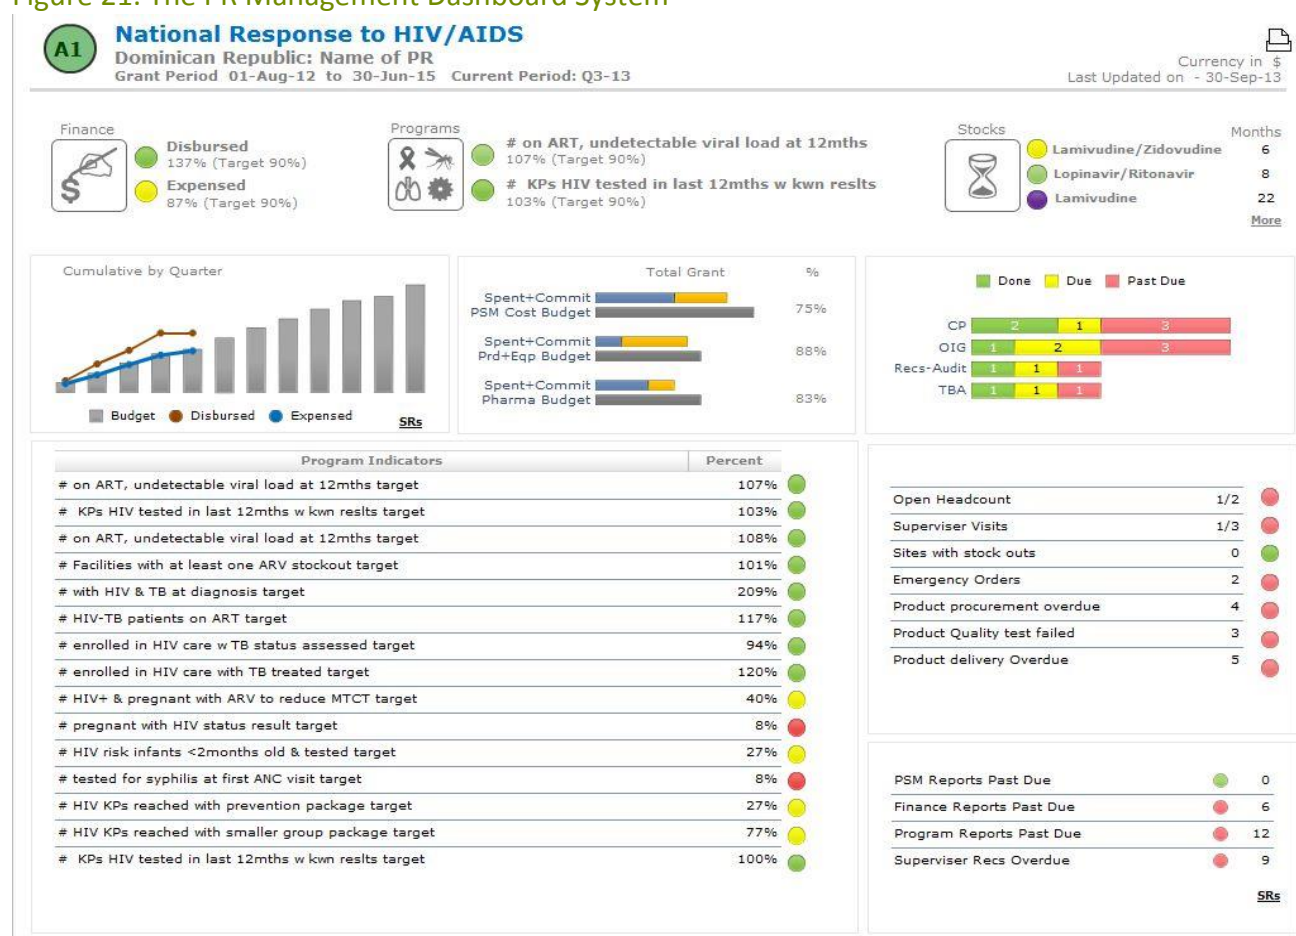 Figure 21: The PR Management Dashboard System
A1
National Response to HIV/AIDS
Dominican Republic: Name of PR
Grant Period 01-Aug-12 to 30-Jun-15 Current Period: Q3-13
Currency in $
Last Updated on - 30-Sep-13
Finance
$
Disbursed
137% (Target 90%)
Expensed
87% (Target 90%)
Programs
# on ART, undetectable viral load at 12mths
107% (Target 90%)
# KPs HIV tested in last 12mths w kwn reslts
103% (Target 90%)
Stocks Months
Lamivudine/Zidovudine 6
Lopinavir/Ritonavir 8
Lamivudine 22
More
Cumulative by Quarter
Budget Disbursed Expensed
SRs
Total Grant %
Spent+Commit
PSM Cost Budget 75%
Spent+Commit
Prd+Eqp Budget 88%
Spent+Commit
Pharma Budget 83%
Done Due Past Due
CP 2 1 3
OIG 1 2 3
Recs-Audit 1 1 1
TBA 1 1 1
Program Indicators Percent
# on ART, undetectable viral load at 12mths target 107%
# KPs HIV tested in last 12mths w kwn reslts target 103%
# on ART, undetectable viral load at 12mths target 108%
# Facilities with at least one ARV stockout target 101%
# with HIV & TB at diagnosis target 209%
# HIV-TB patients on ART target 117%
# enrolled in HIV care w TB status assessed target 94%
# enrolled in HIV care with TB treated target 120%
# HIV+ & pregnant with ARV to reduce MTCT target 40%
# pregnant with HIV status result target 8%
# HIV risk infants <2months old & tested target 27%
# tested for syphilis at first ANC visit target 8%
# HIV KPs reached with prevention package target 27%
# HIV KPs reached with smaller group package target 77%
# KPs HIV tested in last 12mths w kwn reslts target 100%
Open Headcount 1/2
Superviser Visits 1/3
Sites with stock outs 0
Emergency Orders 2
Product procurement overdue 4
Product Quality test failed 3
Product delivery Overdue 5
PSM Reports Past Due 0
Finance Reports Past Due 6
Program Reports Past Due 12
Superviser Recs Overdue 9
SRs